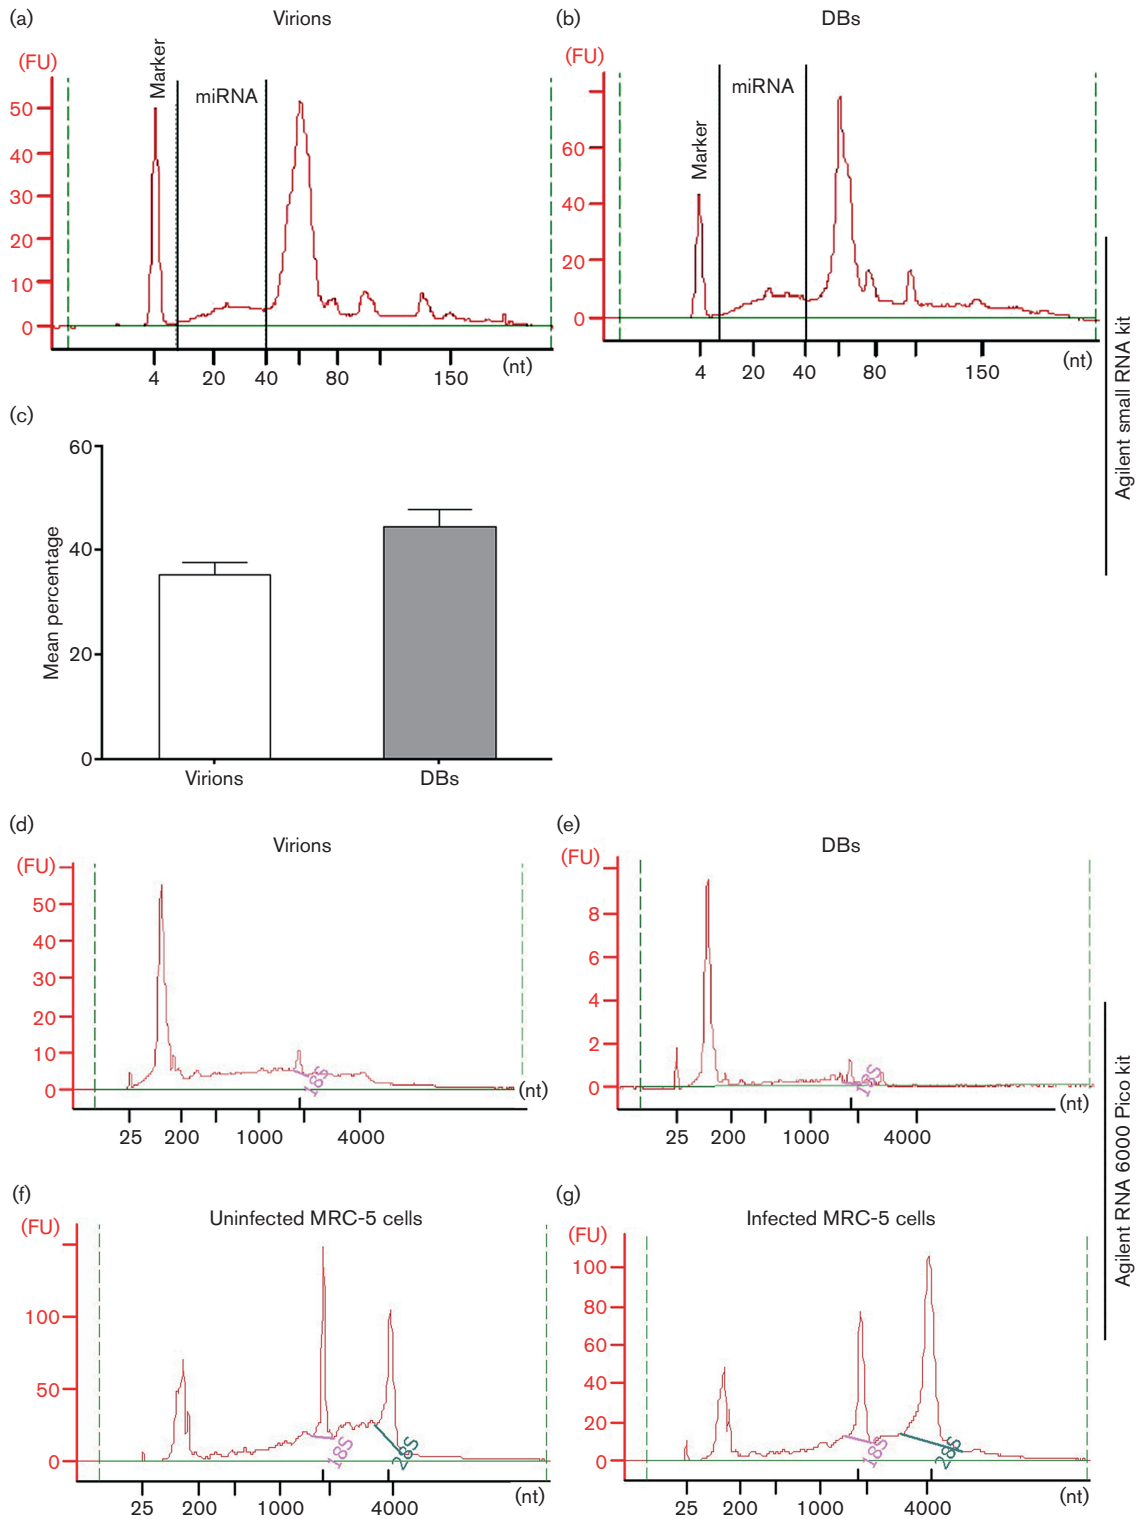 (a)
Virions
(FU)
Marker
miRNA
50
40
30
20
10
0
4 20 40 80 150 (nt)
(b)
DBs
(FU)
Marker
miRNA
60
40
20
0
4 20 40 80 150 (nt)
Agilent small RNA kit
(c)
Mean percentage
60
40
20
0
Virions DBs
(d)
Virions
(FU)
50
40
30
20
10
0
18S
25 200 1000 4000 (nt)
(e)
DBs
(FU)
8
6
4
2
0
18S
25 200 1000 4000 (nt)
(f)
Uninfected MRC-5 cells
(FU)
100
50
0
18S 28S
25 200 1000 4000 (nt)
(g)
Infected MRC-5 cells
(FU)
100
80
60
40
20
0
18S 28S
25 200 1000 4000 (nt)
Agilent RNA 6000 Pico kit